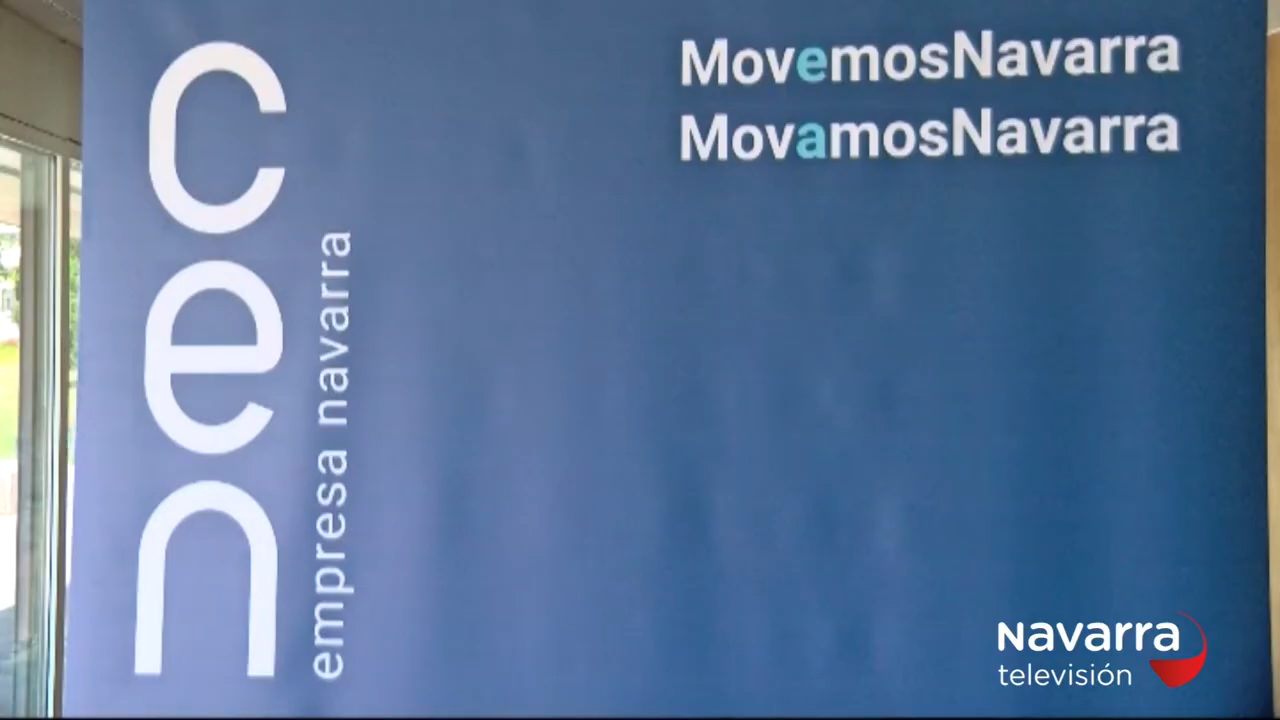 cen
empresa navarra
MovemosNavarra
MovamosNavarra
Navarra
televisión